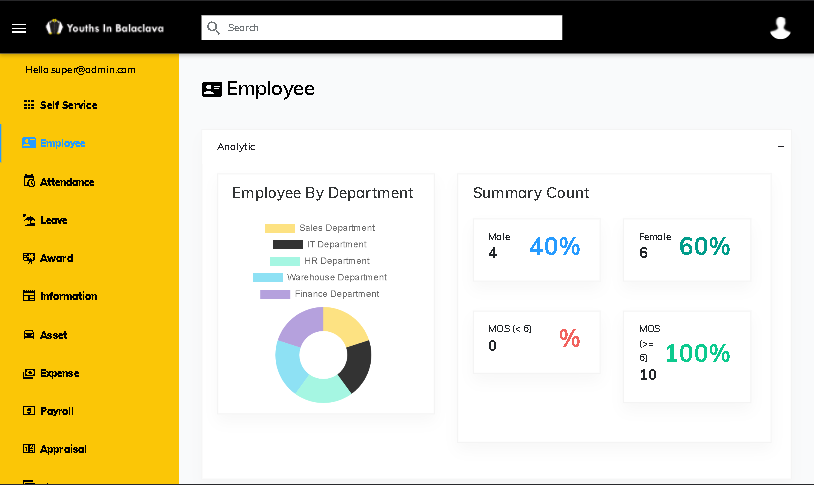 Youths In Balaclava
Search
Hello super@admin.com
Self Service
Employee
Attendance
Leave
Award
Information
Asset
Expense
Payroll
Appraisal
Employee
Analytic
Employee By Department
Sales Department
IT Department
HR Department
Warehouse Department
Finance Department
Summary Count
Male
4
40%
Female
6
60%
MOS (< 6)
0
%
MOS
(>=
6)
10
100%